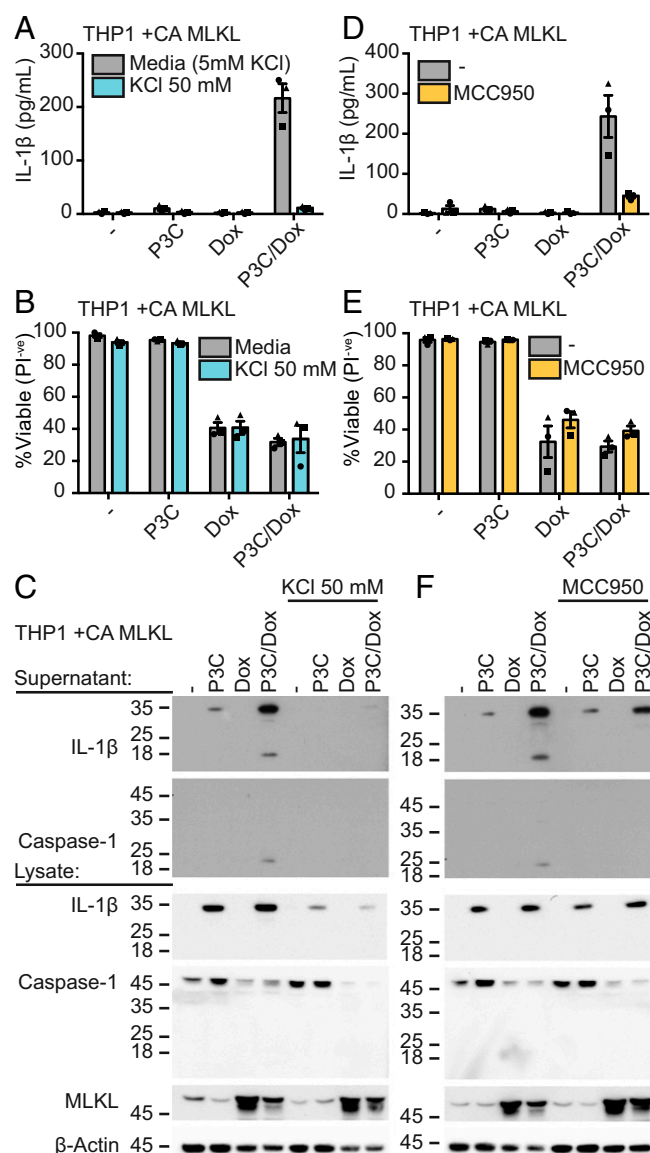 A THP1 +CA MLKL
Media (5mM KCl)
KCl 50 mM
IL-1β (pg/mL)
300
200
100
0
-
P3C
Dox
P3C/Dox
D THP1 +CA MLKL
-
MCC950
IL-1β (pg/mL)
400
300
200
100
0
-
P3C
Dox
P3C/Dox
B THP1 +CA MLKL
Media
KCl 50 mM
%Viable (PI-ve)
100
80
60
40
20
0
-
P3C
Dox
P3C/Dox
E THP1 +CA MLKL
-
MCC950
%Viable (PI-ve)
100
80
60
40
20
0
-
P3C
Dox
P3C/Dox
C
KCl 50 mM
F
MCC950
THP1 +CA MLKL
- P3C Dox P3C/Dox - P3C Dox P3C/Dox
- P3C Dox P3C/Dox - P3C Dox P3C/Dox
Supernatant:
IL-1β
35
25
18
35
25
18
Caspase-1
45
35
25
18
45
35
25
18
Lysate:
IL-1β
35
25
18
35
25
18
Caspase-1
45
35
25
18
45
35
25
18
MLKL
45
45
β-Actin 45
45